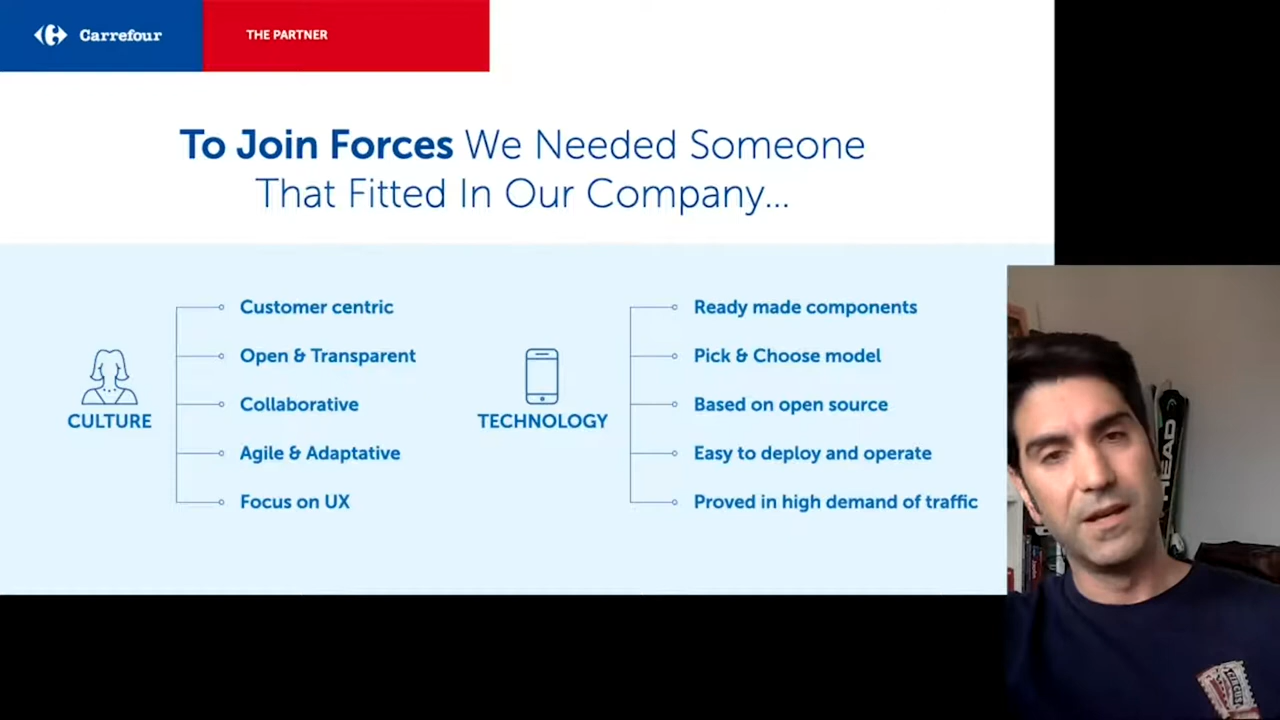 Carrefour
THE PARTNER
To Join Forces We Needed Someone
That Fitted In Our Company...
CULTURE
Customer centric
Open & Transparent
Collaborative
Agile & Adaptative
Focus on UX
TECHNOLOGY
Ready made components
Pick & Choose model
Based on open source
Easy to deploy and operate
Proved in high demand of traffic
HEAD
CIRCUS